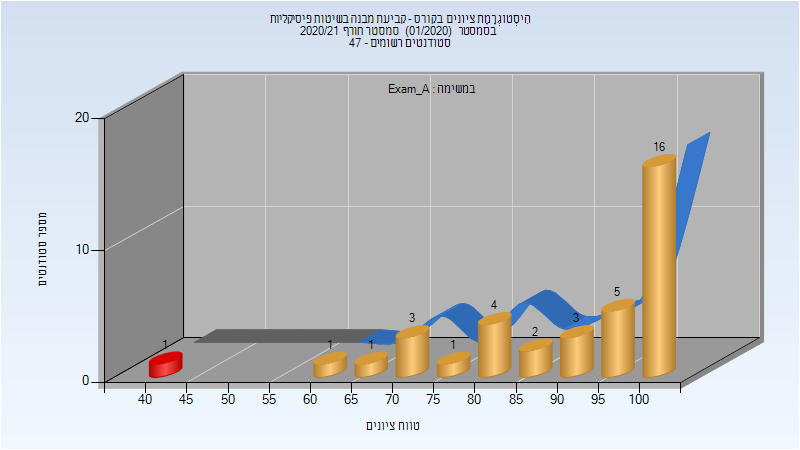 היסטוגרמת ציונים בקורס - קביעת מבנה בשיטות פיסיקליות
בסמסטר (01/2020) סמסטר חורף 2020/21
סטודנטים רשומים - 47
במשימה : Exam_A
מספר סטודנטים
20
10
0
1
1
1
3
1
4
2
3
5
16
40 45 50 55 60 65 70 75 80 85 90 95 100
טווח ציונים